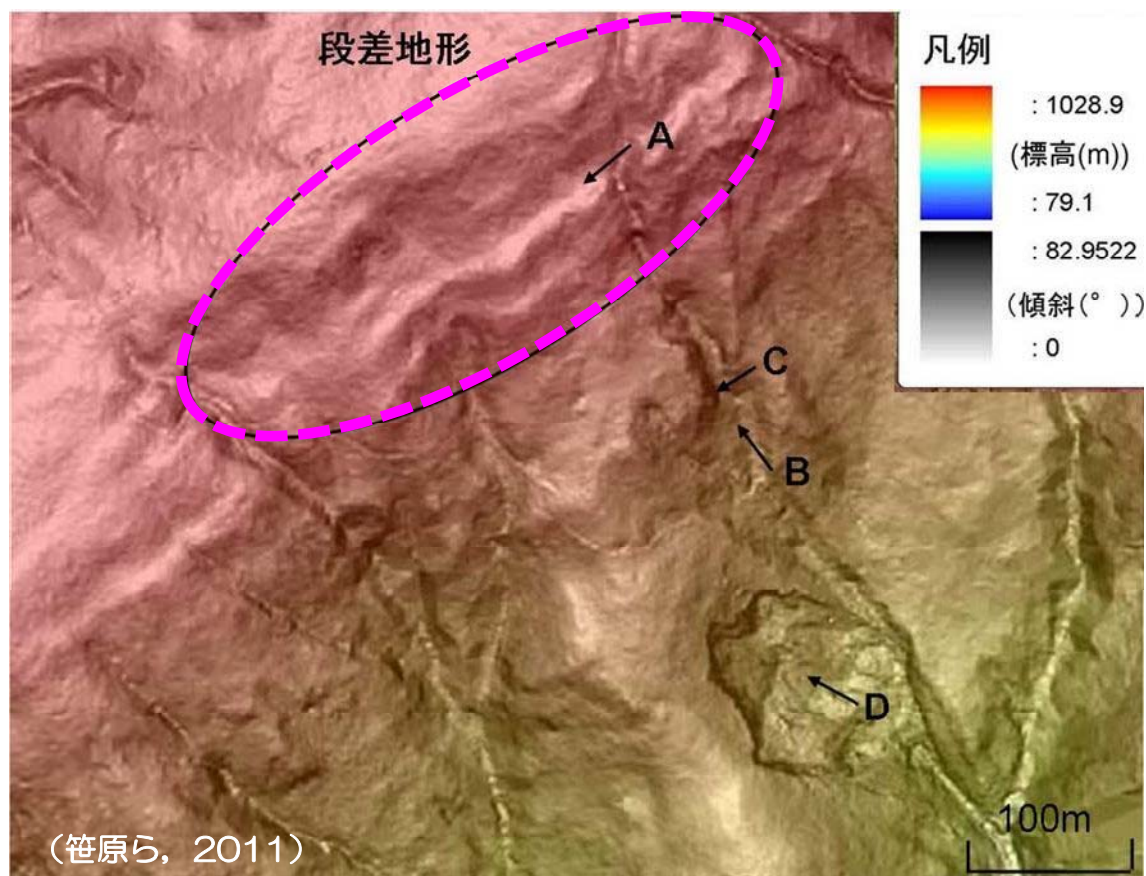 段差地形
A
C
B
D
凡例
: 1028.9
(標高(m))
: 79.1
: 82.9522
(傾斜(° ))
: 0
100m
(笹原ら, 2011)